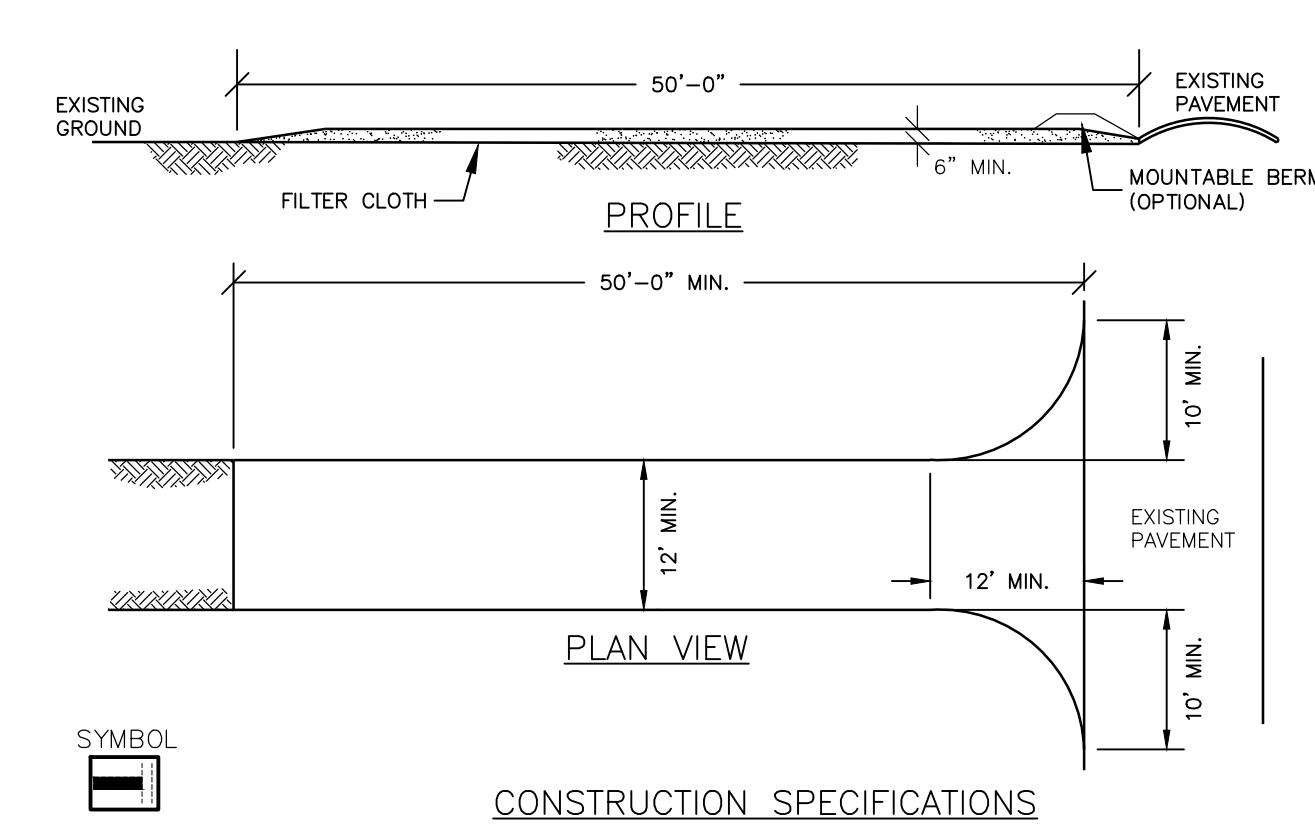 50'-0"
EXISTING
GROUND
EXISTING
PAVEMENT
6" MIN.
FILTER CLOTH
MOUNTABLE BERM
(OPTIONAL)
PROFILE
50'-0" MIN.
10' MIN.
12' MIN.
EXISTING
PAVEMENT
12' MIN.
PLAN VIEW
10' MIN.
SYMBOL
CONSTRUCTION SPECIFICATIONS